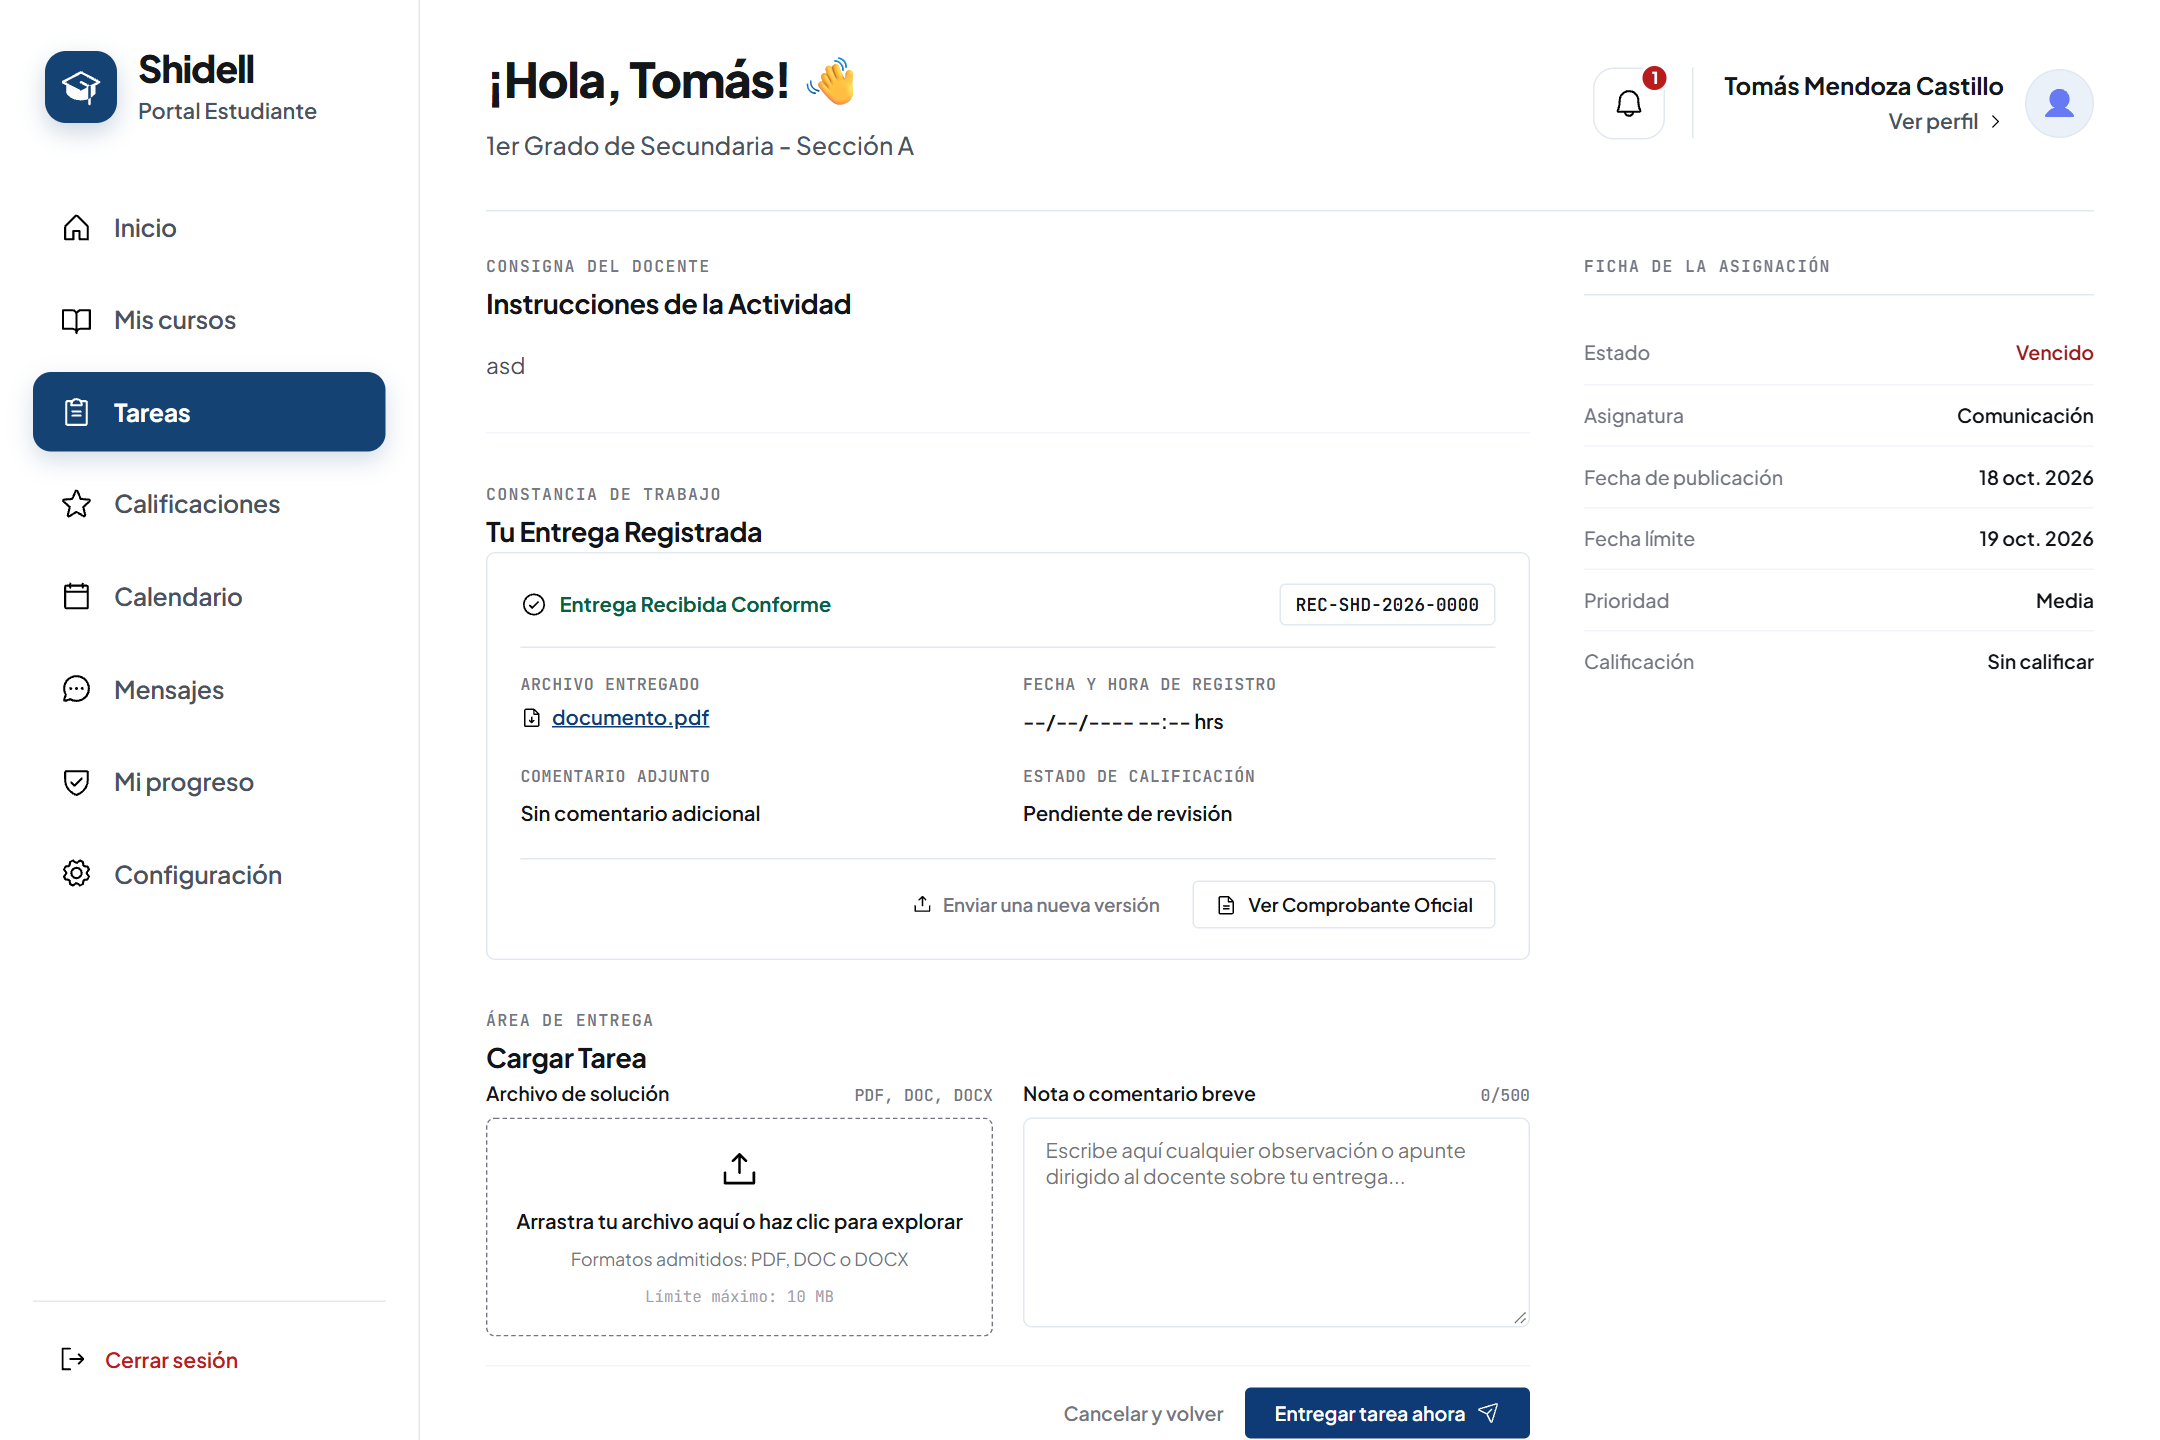 Shidell
Portal Estudiante
Inicio
Mis cursos
Tareas
Calificaciones
Calendario
Mensajes
Mi progreso
Configuración
Cerrar sesión
¡Hola, Tomás! 👋
1er Grado de Secundaria - Sección A
1
Tomás Mendoza Castillo
Ver perfil
CONSIGNA DEL DOCENTE
Instrucciones de la Actividad
asd
CONSTANCIA DE TRABAJO
Tu Entrega Registrada
Entrega Recibida Conforme
REC-SHD-2026-0000
ARCHIVO ENTREGADO
documento.pdf
FECHA Y HORA DE REGISTRO
--/--/---- --:-- hrs
COMENTARIO ADJUNTO
Sin comentario adicional
ESTADO DE CALIFICACIÓN
Pendiente de revisión
Enviar una nueva versión
Ver Comprobante Oficial
ÁREA DE ENTREGA
Cargar Tarea
Archivo de solución
PDF, DOC, DOCX
Arrastra tu archivo aquí o haz clic para explorar
Formatos admitidos: PDF, DOC o DOCX
Límite máximo: 10 MB
Nota o comentario breve
0/500
Escribe aquí cualquier observación o apunte
dirigido al docente sobre tu entrega...
Cancelar y volver
Entregar tarea ahora
FICHA DE LA ASIGNACIÓN
Estado
Vencido
Asignatura
Comunicación
Fecha de publicación
18 oct. 2026
Fecha límite
19 oct. 2026
Prioridad
Media
Calificación
Sin calificar